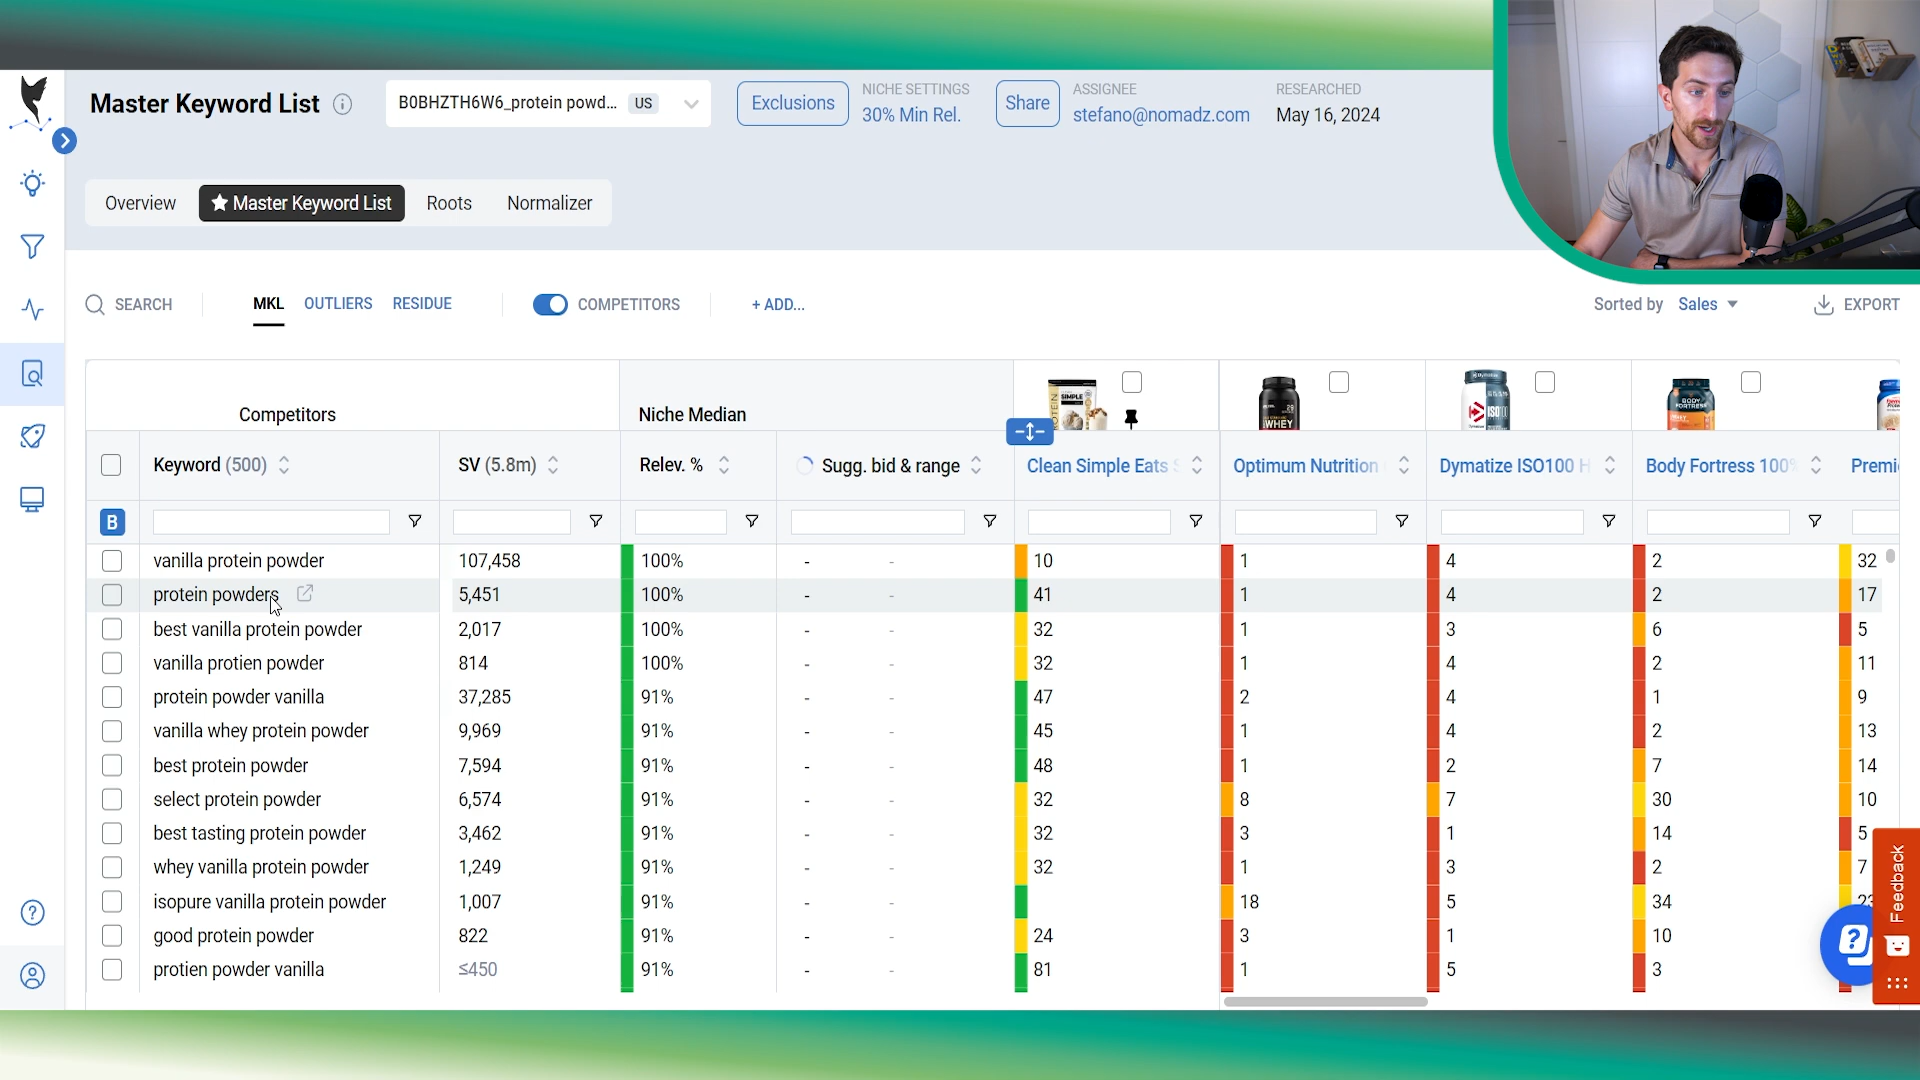 Master Keyword List
B0BHZTH6W6_protein powd... US
Exclusions
NICHE SETTINGS
30% Min Rel.
Share
ASSIGNEE
stefano@nomadz.com
RESEARCHED
May 16, 2024
Overview Master Keyword List Roots Normalizer
SEARCH MKL OUTLIERS RESIDUE COMPETITORS + ADD... Sorted by Sales EXPORT
Competitors Niche Median
Keyword (500) SV (5.8m) Relev. % Sugg. bid & range Clean Simple Eats Optimum Nutrition Dymatize ISO100 H Body Fortress 100% Premi
B
vanilla protein powder 107,458 100% - - 10 1 4 2 32
protein powders 5,451 100% - - 41 1 4 2 17
best vanilla protein powder 2,017 100% - - 32 1 3 6 5
vanilla protien powder 814 100% - - 32 1 4 2 11
protein powder vanilla 37,285 91% - - 47 2 4 1 9
vanilla whey protein powder 9,969 91% - - 45 1 4 2 13
best protein powder 7,594 91% - - 48 1 2 7 14
select protein powder 6,574 91% - - 32 8 7 30 10
best tasting protein powder 3,462 91% - - 32 3 1 14 5
whey vanilla protein powder 1,249 91% - - 32 1 3 2 7
isopure vanilla protein powder 1,007 91% - - 18 5 34
good protein powder 822 91% - - 24 3 1 10
protien powder vanilla ≤450 91% - - 81 1 5 3
Feedback
SIMPLE
WHEY
ISO100
BODY
FORTRESS